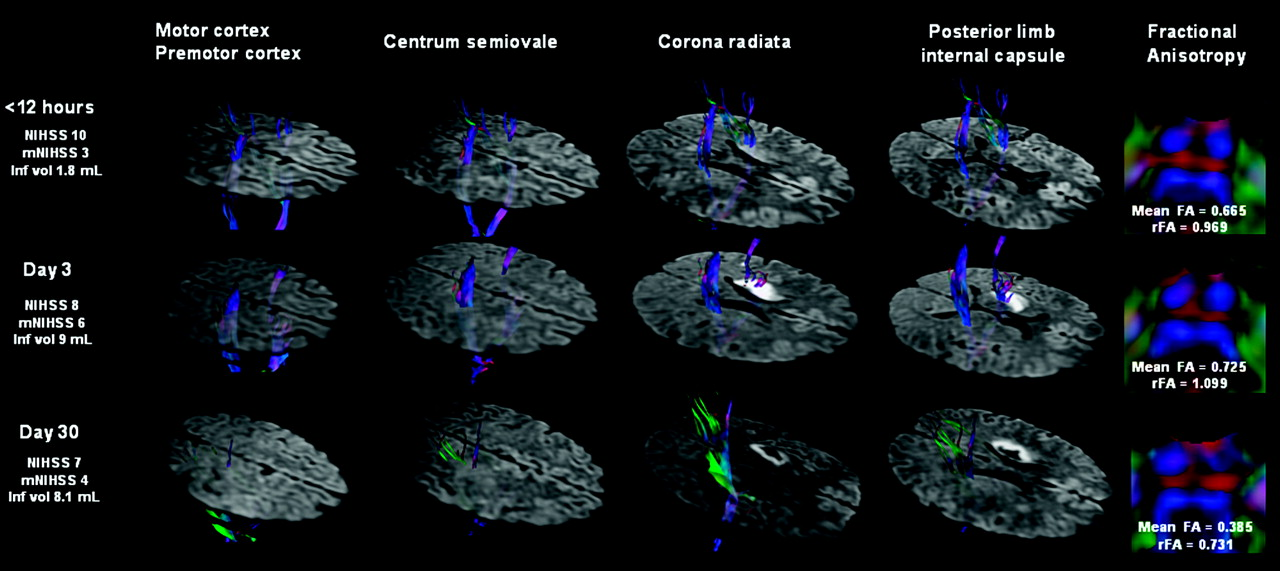 Motor cortex
Premotor cortex
Centrum semiovale
Corona radiata
Posterior limb
internal capsule
Fractional
Anisotropy
<12 hours
NIHSS 10
mNIHSS 3
Inf vol 1.8 mL
Mean FA = 0.665
rFA = 0.969
Day 3
NIHSS 8
mNIHSS 6
Inf vol 9 mL
Mean FA = 0.725
rFA = 1.099
Day 30
NIHSS 7
mNIHSS 4
Inf vol 8.1 mL
Mean FA = 0.385
rFA = 0.731